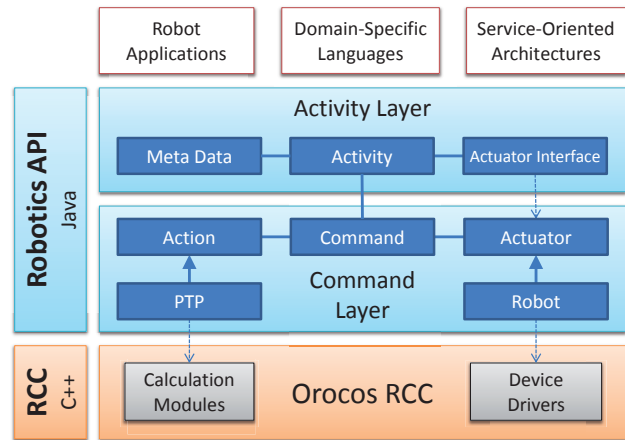 Robot
Applications
Domain-Specific
Languages
Service-Oriented
Architectures
Robotics API
Java
Activity Layer
Meta Data
Activity
Actuator Interface
Action
Command
Actuator
PTP
Command
Layer
Robot
RCC
C++
Calculation
Modules
Orocos RCC
Device
Drivers